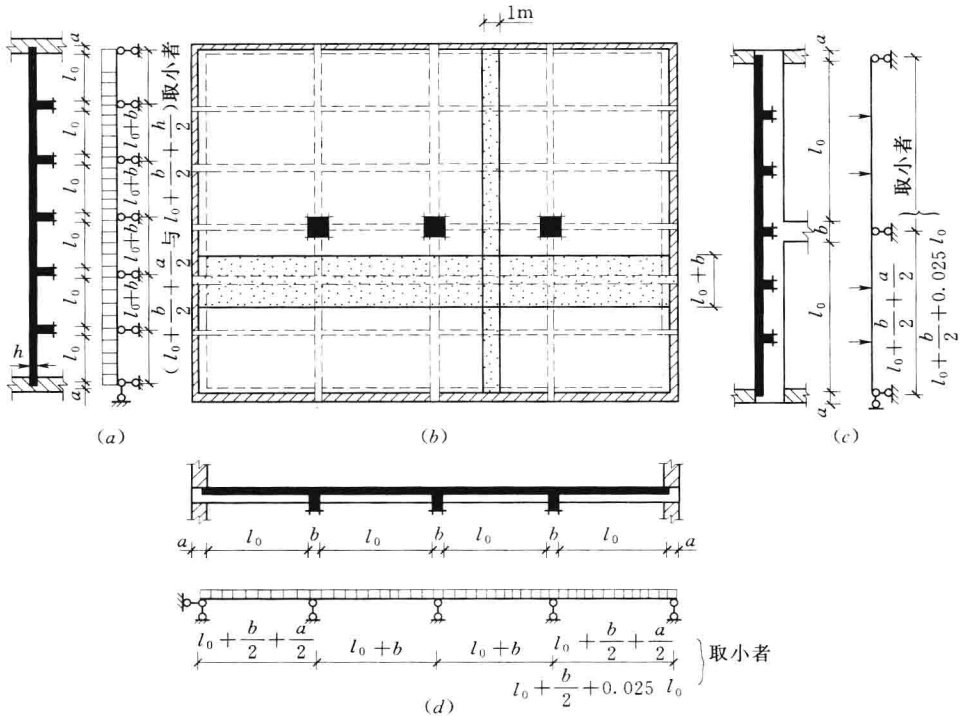 1m
a
l₀
l₀
l₀
l₀
l₀
l₀
h
a
l₀+b
l₀+b
l₀+b
l₀+b
(l₀+b/2+a/2与l₀+b/2+h/2)取小者
(a)
l₀+b
(b)
a
l₀
b
l₀
a
取小者
l₀+b/2+a/2
l₀+b/2+0.025 l₀
(c)
a l₀ b l₀ b l₀ b l₀ a
l₀+b/2+a/2 l₀+b l₀+b l₀+b/2+a/2
l₀+b/2+0.025 l₀
取小者
(d)